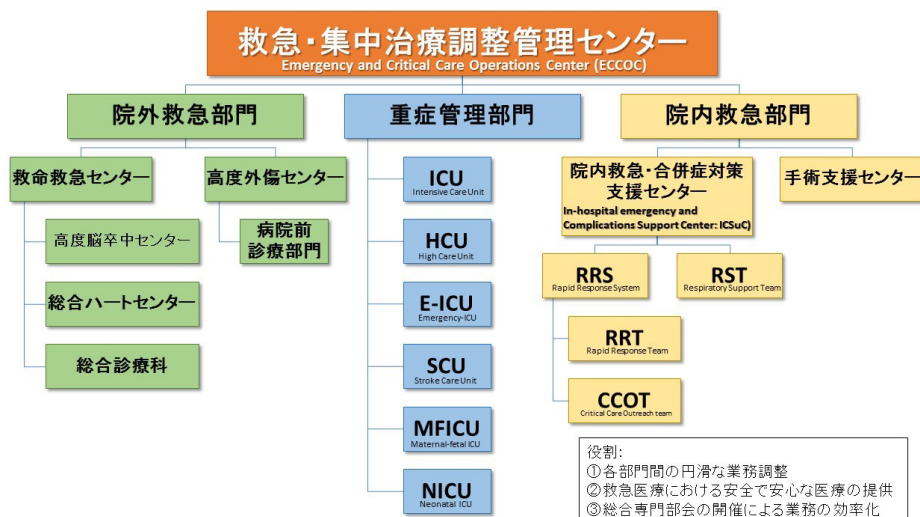 救急・集中治療調整管理センター
Emergency and Critical Care Operations Center (ECCOC)
院外救急部門
重症管理部門
院内救急部門
救命救急センター
高度外傷センター
高度脳卒中センター
病院前
診療部門
総合ハートセンター
総合診療科
ICU
Intensive Care Unit
HCU
High Care Unit
E-ICU
Emergency-ICU
SCU
Stroke Care Unit
MFICU
Maternal-fetal ICU
NICU
Neonatal ICU
院内救急・合併症対策
支援センター
In-hospital emergency and
Complications Support Center: ICSuC)
手術支援センター
RRS
Rapid Response System
RST
Respiratory Support Team
RRT
Rapid Response Team
CCOT
Critical Care Outreach team
役割:
①各部門間の円滑な業務調整
②救急医療における安全で安心な医療の提供
③総合専門部会の開催による業務の効率化